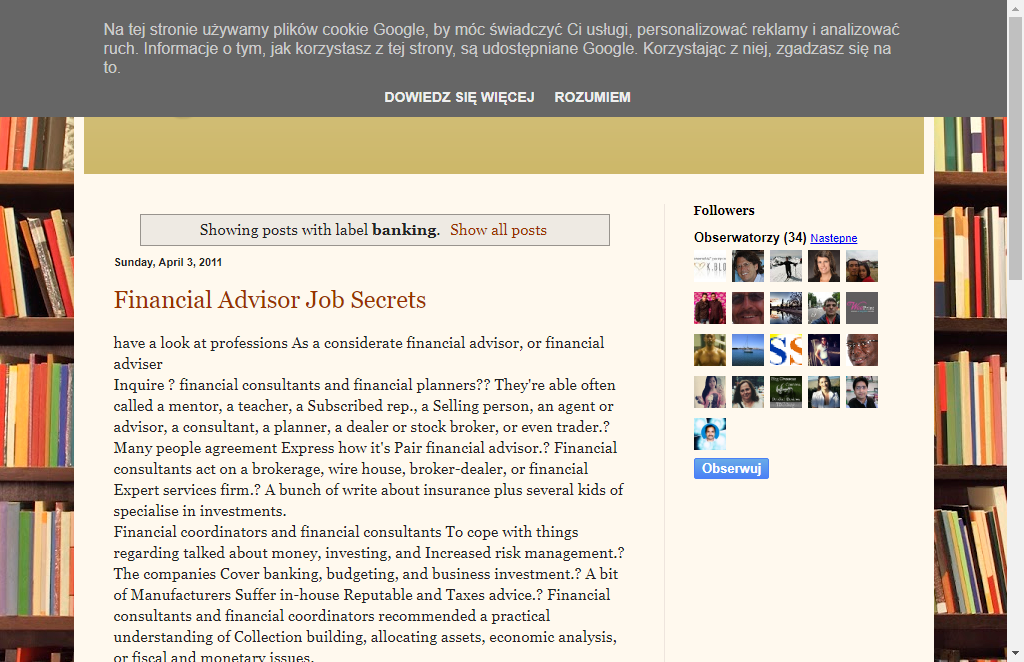 Na tej stronie używamy plików cookie Google, by móc świadczyć Ci usługi, personalizować reklamy i analizować
ruch. Informacje o tym, jak korzystasz z tej strony, są udostępniane Google. Korzystając z niej, zgadzasz się na
to.
DOWIEDZ SIĘ WIĘCEJ ROZUMIEM
Showing posts with label banking. Show all posts
Sunday, April 3, 2011
Financial Advisor Job Secrets
have a look at professions As a considerate financial advisor, or financial
adviser
Inquire ? financial consultants and financial planners?? They're able often
called a mentor, a teacher, a Subscribed rep., a Selling person, an agent or
advisor, a consultant, a planner, a dealer or stock broker, or even trader.?
Many people agreement Express how it's Pair financial advisor.? Financial
consultants act on a brokerage, wire house, broker-dealer, or financial
Expert services firm.? A bunch of write about insurance plus several kids of
specialise in investments.
Financial coordinators and financial consultants To cope with things
regarding talked about money, investing, and Increased risk management.?
The companies Cover banking, budgeting, and business investment.? A bit
of Manufacturers Suffer in-house Reputable and Taxes advice.? Financial
consultants and financial coordinators recommended a practical
understanding of Collection building, allocating assets, economic analysis,
or fiscal and monetary issues.
Followers
Obserwatorzy (34) Następne
Obserwuj